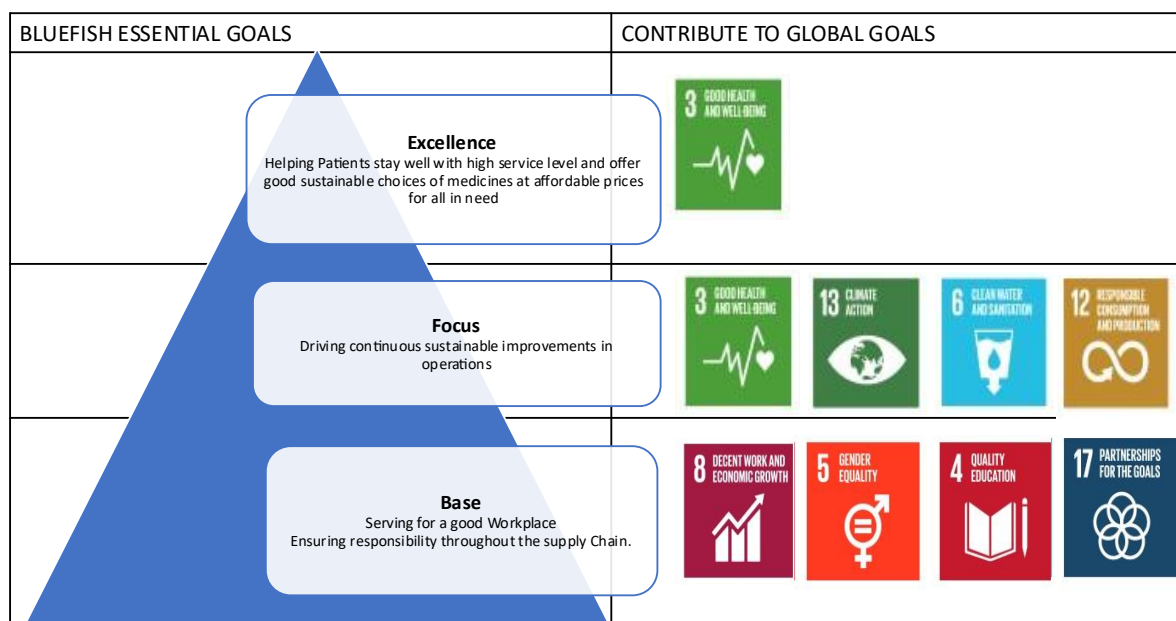 BLUEFISH ESSENTIAL GOALS
CONTRIBUTE TO GLOBAL GOALS
Excellence
Helping Patients stay well with high service level and offer
good sustainable choices of medicines at affordable prices
for all in need
3 GOOD HEALTH
AND WELL-BEING
Focus
Driving continuous sustainable improvements in
operations
3 GOOD HEALTH
AND WELL-BEING
13 CLIMATE
ACTION
6 CLEAN WATER
AND SANITATION
12 RESPONSIBLE
CONSUMPTION
AND PRODUCTION
Base
Serving for a good Workplace
Ensuring responsibility throughout the supply Chain.
8 DECENT WORK AND
ECONOMIC GROWTH
5 GENDER
EQUALITY
4 QUALITY
EDUCATION
17 PARTNERSHIPS
FOR THE GOALS